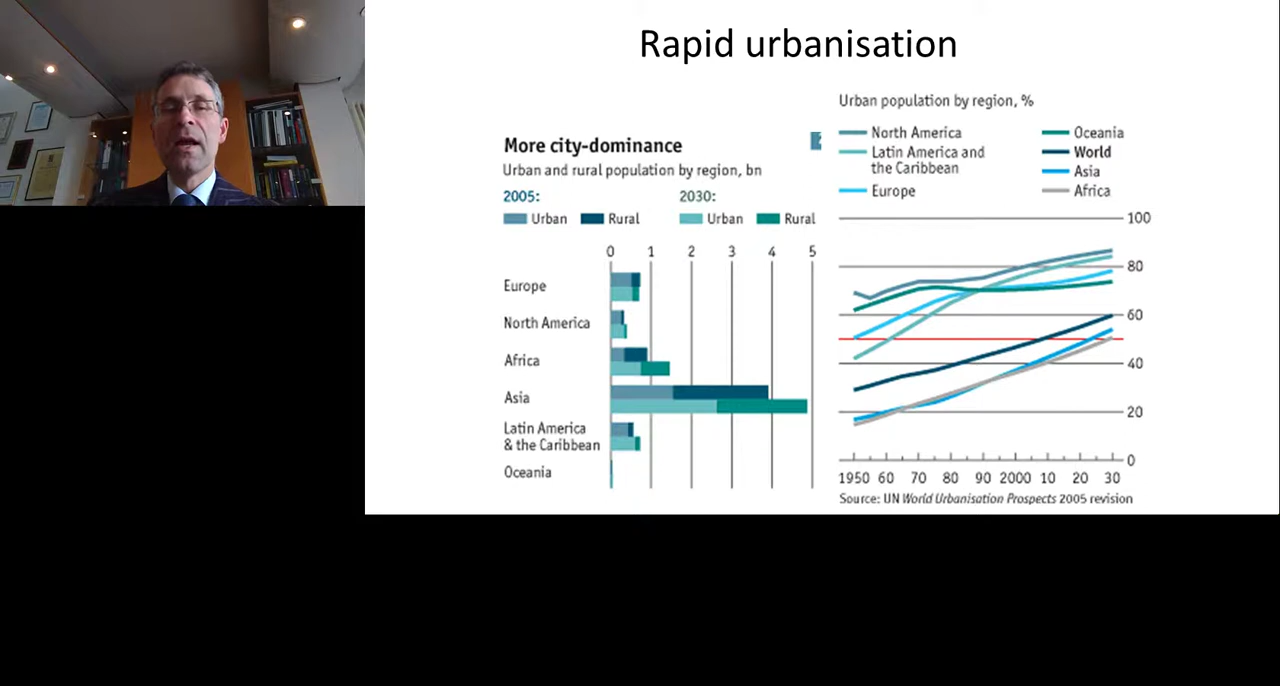 Rapid urbanisation
More city-dominance
Urban and rural population by region, bn
2005:
Urban
Rural
2030:
Urban
Rural
0 1 2 3 4 5
Europe
North America
Africa
Asia
Latin America
& the Caribbean
Oceania
Urban population by region, %
North America
Latin America and
the Caribbean
Europe
Oceania
World
Asia
Africa
100
80
60
40
20
0
1950 60 70 80 90 2000 10 20 30
Source: UN World Urbanisation Prospects 2005 revision